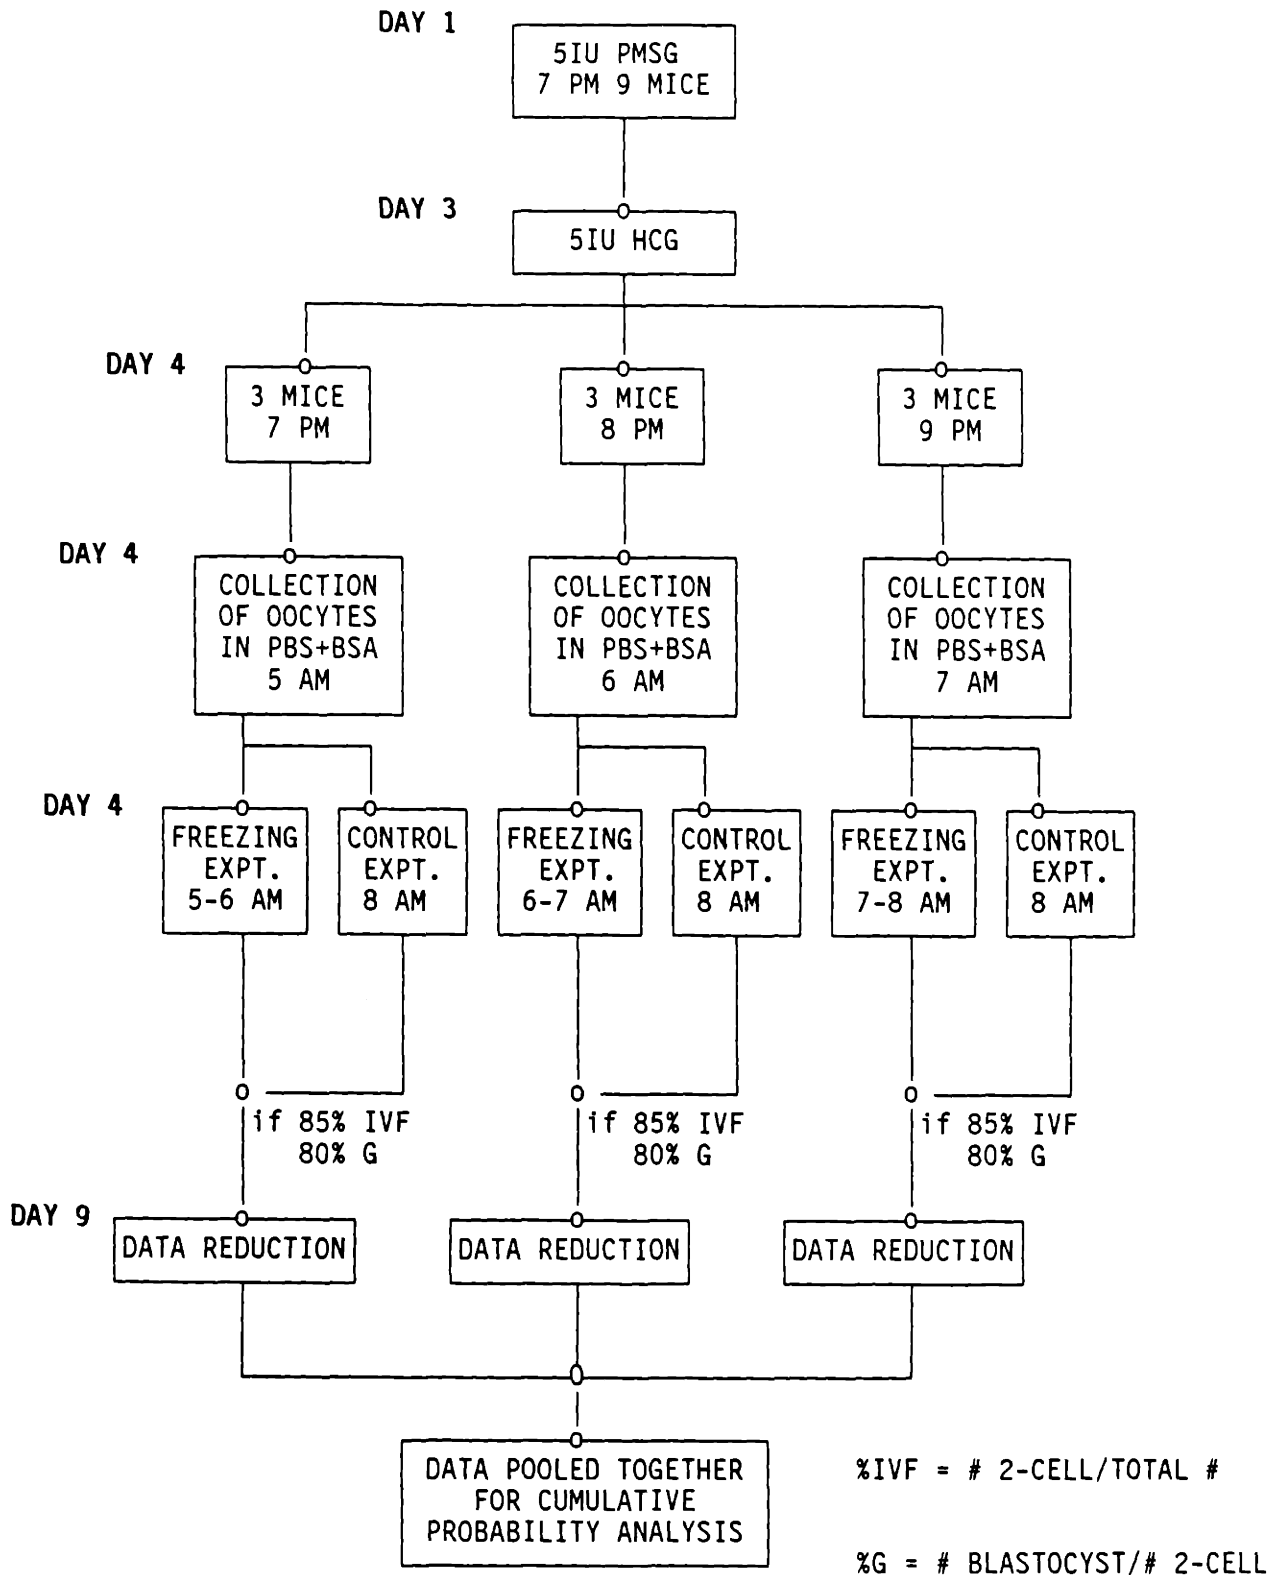 DAY 1
5IU PMSG
7 PM 9 MICE
DAY 3
5IU HCG
DAY 4
3 MICE
7 PM
3 MICE
8 PM
3 MICE
9 PM
DAY 4
COLLECTION
OF OOCYTES
IN PBS+BSA
5 AM
COLLECTION
OF OOCYTES
IN PBS+BSA
6 AM
COLLECTION
OF OOCYTES
IN PBS+BSA
7 AM
DAY 4
FREEZING
EXPT.
5-6 AM
CONTROL
EXPT.
8 AM
FREEZING
EXPT.
6-7 AM
CONTROL
EXPT.
8 AM
FREEZING
EXPT.
7-8 AM
CONTROL
EXPT.
8 AM
if 85% IVF
80% G
if 85% IVF
80% G
if 85% IVF
80% G
DAY 9
DATA REDUCTION
DATA REDUCTION
DATA REDUCTION
DATA POOLED TOGETHER
FOR CUMULATIVE
PROBABILITY ANALYSIS
%IVF = # 2-CELL/TOTAL #
%G = # BLASTOCYST/# 2-CELL